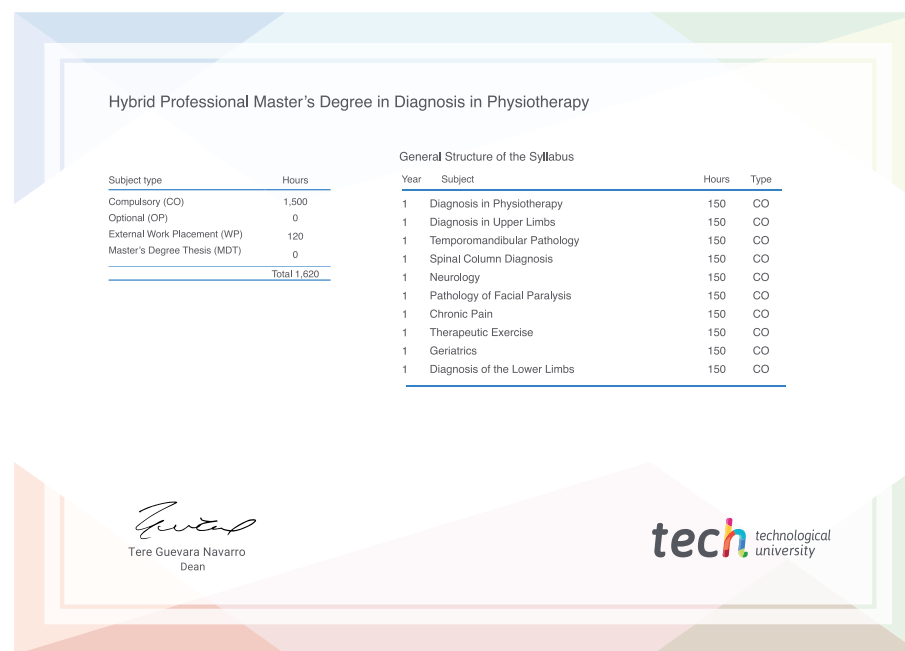 Hybrid Professional Master’s Degree in Diagnosis in Physiotherapy
Subject type Hours
Compulsory (CO) 1,500
Optional (OP) 0
External Work Placement (WP) 120
Master’s Degree Thesis (MDT) 0
Total 1,620
General Structure of the Syllabus
Year Subject Hours Type
1 Diagnosis in Physiotherapy 150 CO
1 Diagnosis in Upper Limbs 150 CO
1 Temporomandibular Pathology 150 CO
1 Spinal Column Diagnosis 150 CO
1 Neurology 150 CO
1 Pathology of Facial Paralysis 150 CO
1 Chronic Pain 150 CO
1 Therapeutic Exercise 150 CO
1 Geriatrics 150 CO
1 Diagnosis of the Lower Limbs 150 CO
Tere Guevara Navarro
Dean
tech technological
university